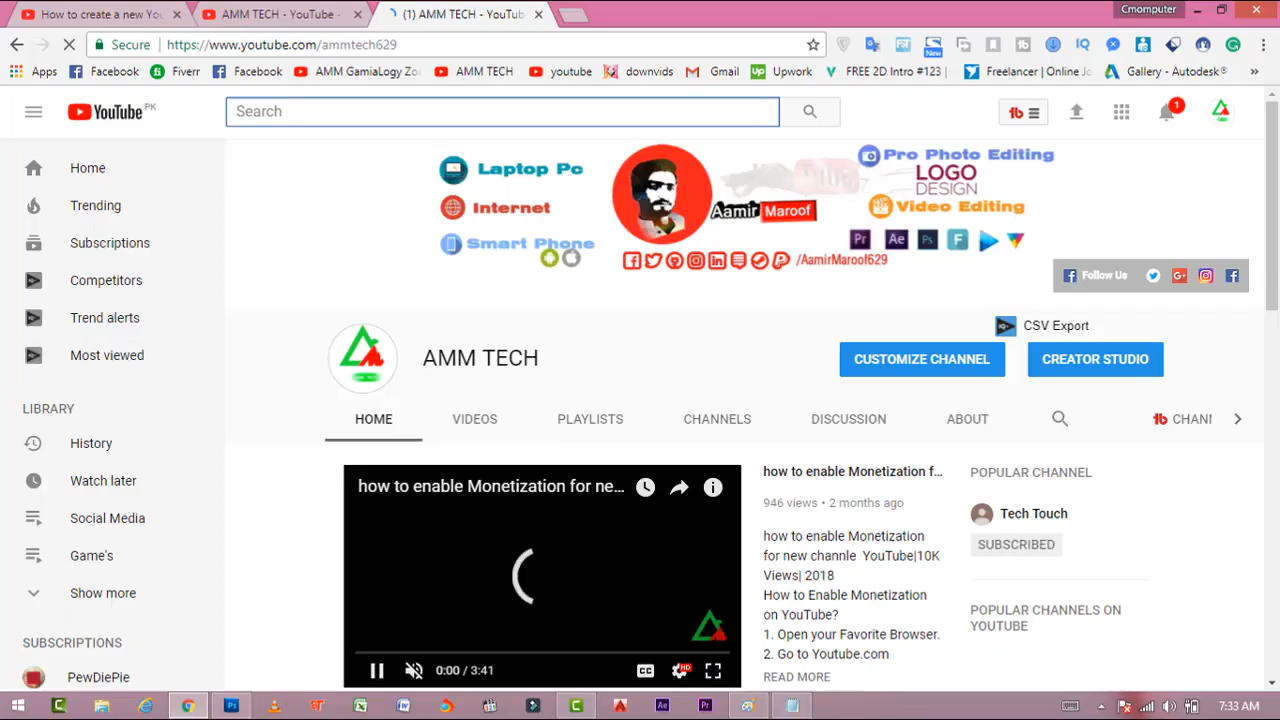 How to create a new You
AMM TECH - YouTube -
(1) AMM TECH - YouTub
Cmomputer
Secure
https://www.youtube.com/ammtech629
New
Apps
Facebook
Fiverr
Facebook
AMM GamiaLogy Zo
AMM TECH
youtube
downvids
Gmail
Upwork
FREE 2D Intro #123 |
Freelancer | Online Jo
Gallery - Autodesk®
YouTube PK
Search
1
Home
Trending
Subscriptions
Competitors
Trend alerts
Most viewed
LIBRARY
History
Watch later
Social Media
Game's
Show more
SUBSCRIPTIONS
PewDiePie
Laptop Pc
Internet
Smart Phone
Aamir Maroof
/AamirMaroof629
Pro Photo Editing
LOGO
DESIGN
Video Editing
Pr Ae Ps F
Follow Us
CSV Export
AMM TECH
CUSTOMIZE CHANNEL
CREATOR STUDIO
HOME
VIDEOS
PLAYLISTS
CHANNELS
DISCUSSION
ABOUT
CHANI
how to enable Monetization for ne...
0:00 / 3:41
CC
HD
how to enable Monetization f...
946 views • 2 months ago
how to enable Monetization
for new channle YouTube|10K
Views| 2018
How to Enable Monetization
on YouTube?
1. Open your Favorite Browser.
2. Go to Youtube.com
READ MORE
POPULAR CHANNEL
Tech Touch
SUBSCRIBED
POPULAR CHANNELS ON
YOUTUBE
7:33 AM